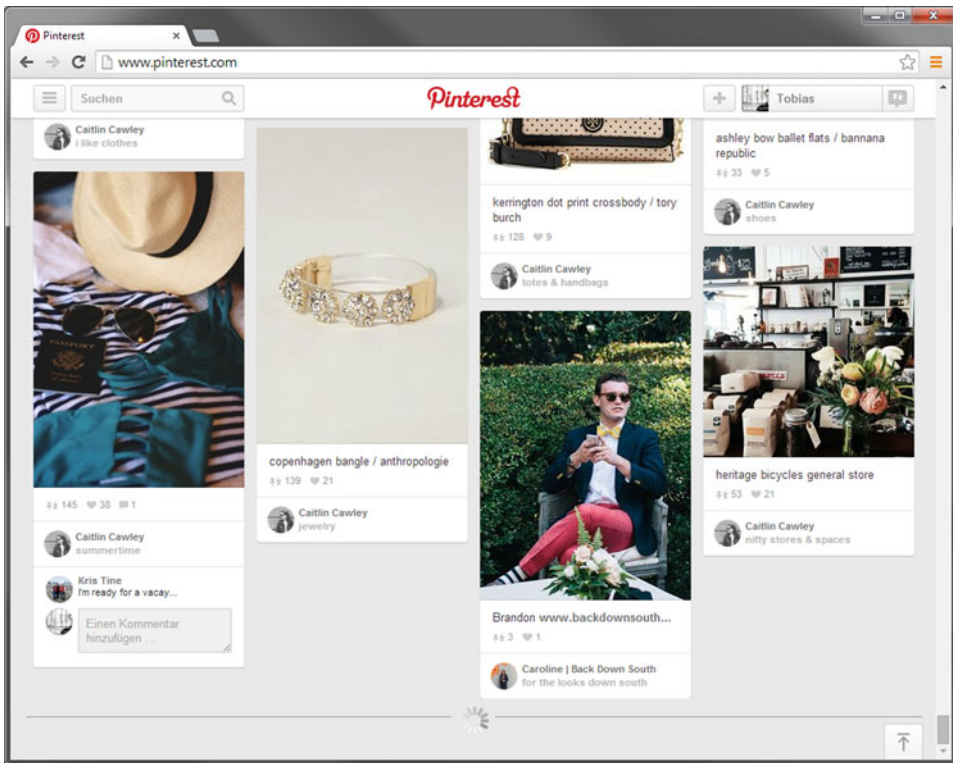 Pinterest
www.pinterest.com
Suchen
Pinterest
Tobias
Caitlin Cawley
i like clothes
PASSPORT
145 38 1
Caitlin Cawley
summertime
Kris Tine
I'm ready for a vacay...
Einen Kommentar
hinzufügen ...
copenhagen bangle / anthropologie
139 21
Caitlin Cawley
jewelry
kerrington dot print crossbody / tory
burch
128 9
Caitlin Cawley
totes & handbags
Brandon www.backdownsouth...
3 1
Caroline | Back Down South
for the looks down south
ashley bow ballet flats / bannana
republic
33 5
Caitlin Cawley
shoes
heritage bicycles general store
53 21
Caitlin Cawley
nifty stores & spaces